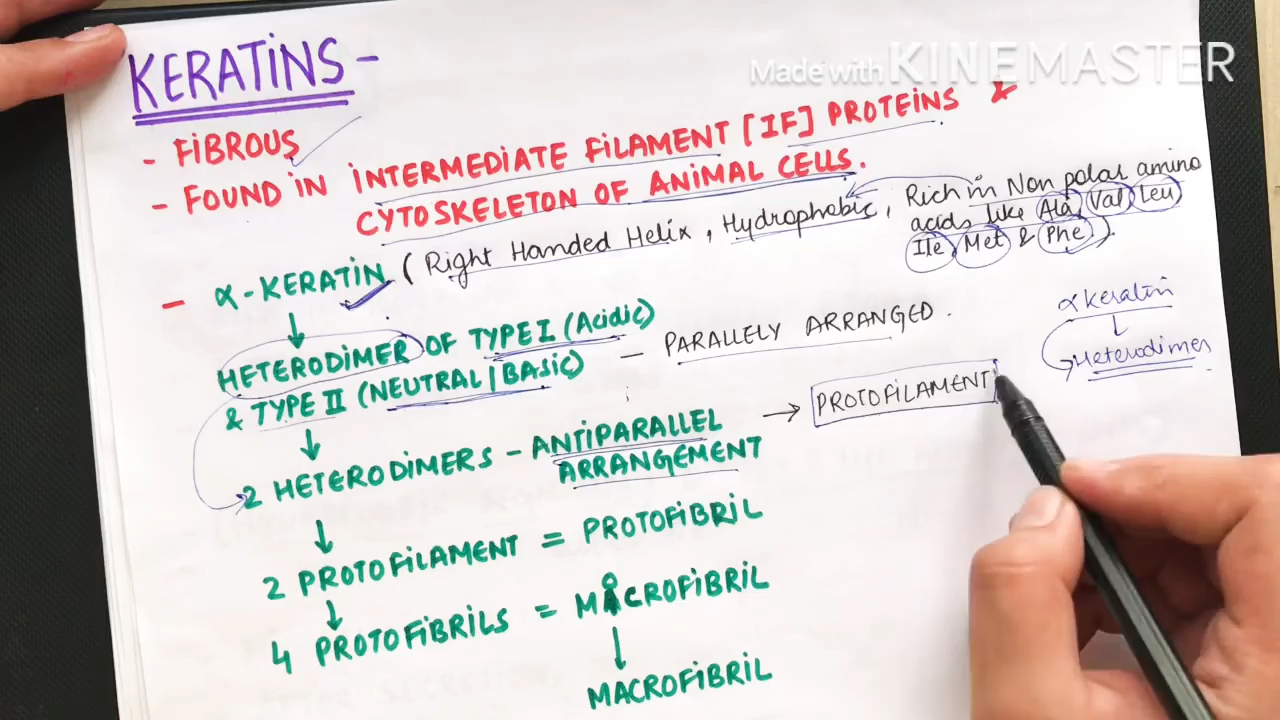 Made with KINEMASTER
KERATINS -
- FIBROUS
- FOUND IN INTERMEDIATE FILAMENT [IF] PROTEINS &
CYTOSKELETON OF ANIMAL CELLS.
- α-KERATIN (Right Handed Helix, Hydrophobic, Rich in Non polar amino
acids like Ala, Val, Leu
Ile, Met & Phe).
↓
HETERODIMER OF TYPE I (Acidic)
& TYPE II (NEUTRAL/BASIC) - PARALLELY ARRANGED.
↓
2 HETERODIMERS - ANTIPARALLEL
ARRANGEMENT → PROTOFILAMENT
↓
2 PROTOFILAMENT = PROTOFIBRIL
↓
4 PROTOFIBRILS = MICROFIBRIL
↓
MACROFIBRIL
α keratin
↓
Heterodimers